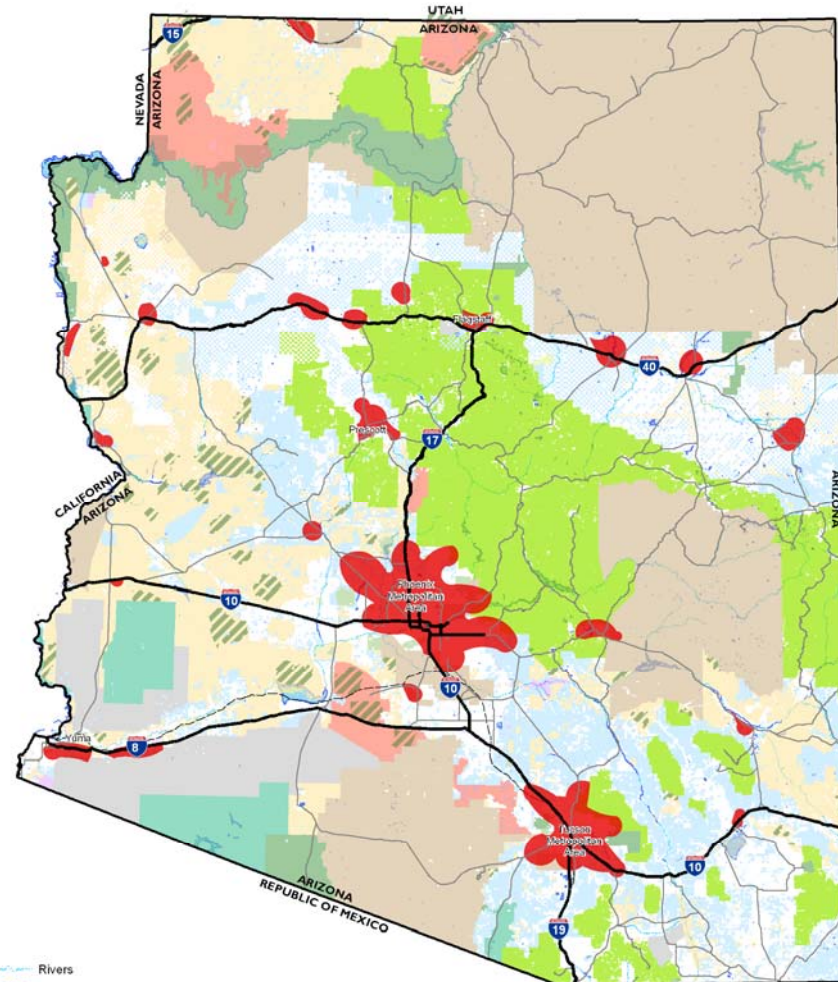 UTAH
ARIZONA
15
NEVADA
ARIZONA
Flagstaff
40
Prescott
17
CALIFORNIA
ARIZONA
ARIZONA
Phoenix
Metropolitan
Area
10
10
Yuma
8
Tucson
Metropolitan
Area
10
ARIZONA
REPUBLIC OF MEXICO
19
Rivers